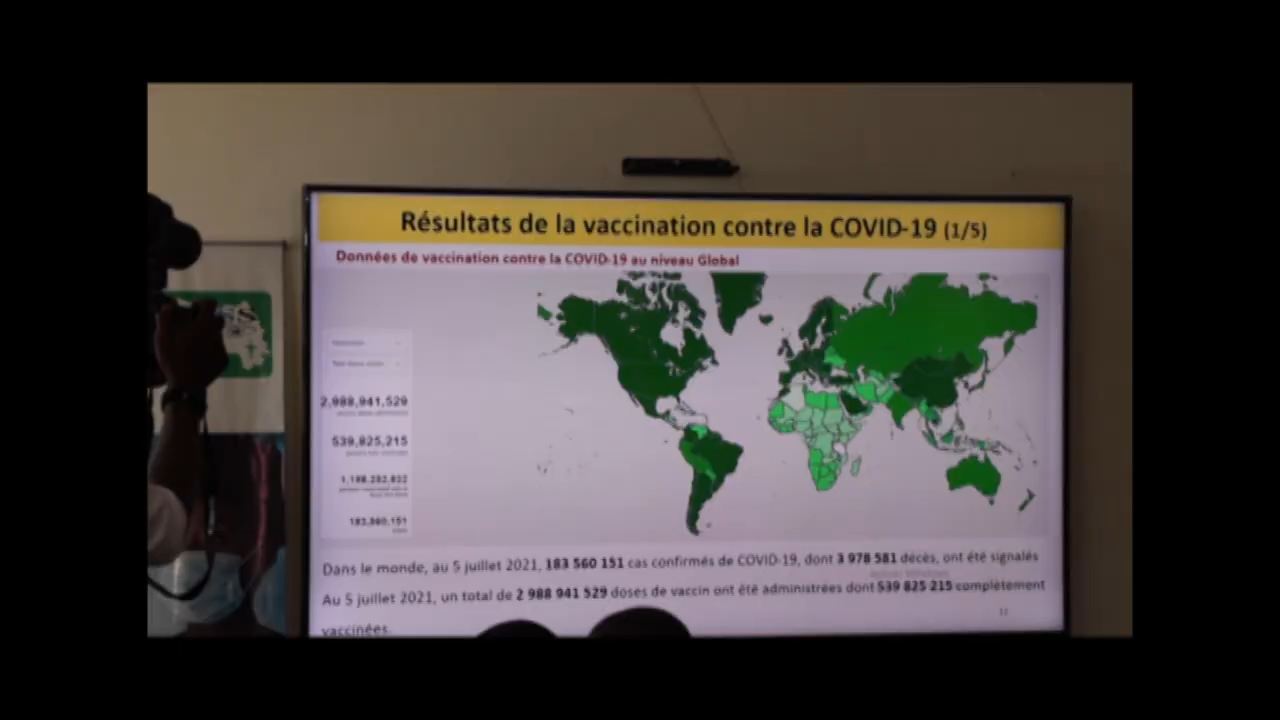 Résultats de la vaccination contre la COVID-19 (1/5)
Données de vaccination contre la COVID-19 au niveau Global
2,988,941,529
539,825,215
183,560,151
Dans le monde, au 5 juillet 2021, 183 560 151 cas confirmés de COVID-19, dont 3 978 581 décès, ont été signalés
Au 5 juillet 2021, un total de 2 988 941 529 doses de vaccin ont été administrées dont 539 825 215 complètement
vaccinées